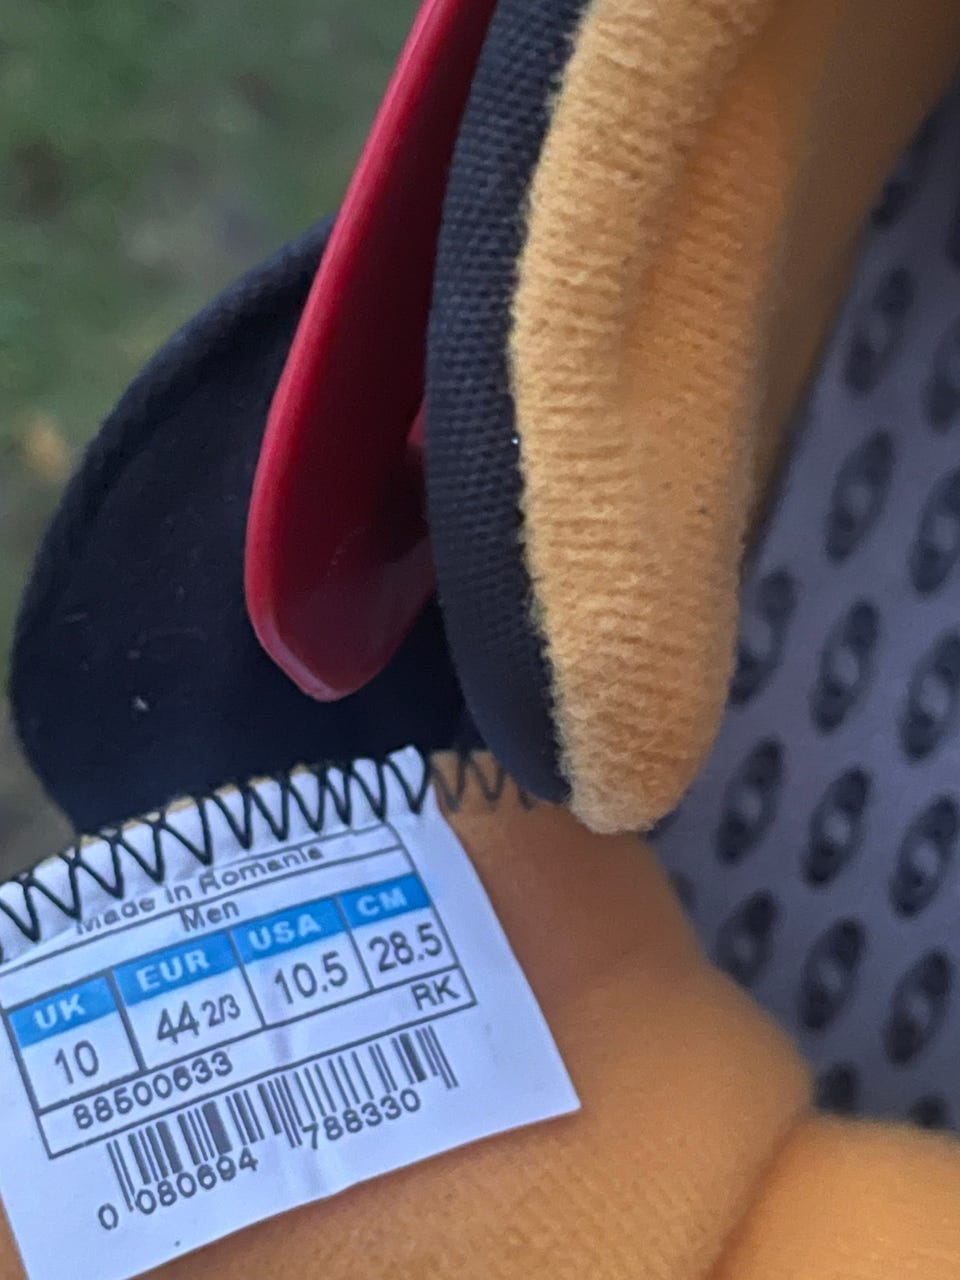 Made in Romania
Men
UK EUR USA CM
10 44 2/3 10.5 28.5
88500633 RK
0 080694 788330